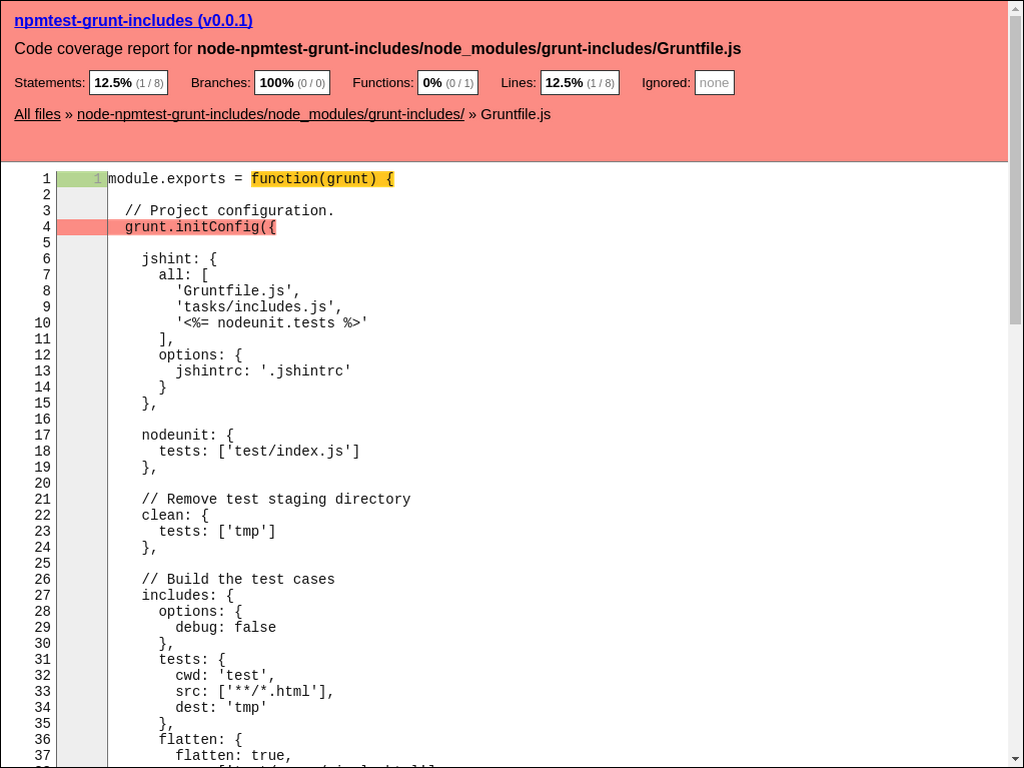 npmtest-grunt-includes (v0.0.1)
Code coverage report for node-npmtest-grunt-includes/node_modules/grunt-includes/Gruntfile.js
Statements: 12.5% (1 / 8) Branches: 100% (0 / 0) Functions: 0% (0 / 1) Lines: 12.5% (1 / 8) Ignored: none
All files » node-npmtest-grunt-includes/node_modules/grunt-includes/ » Gruntfile.js
1 1 module.exports = function(grunt) {
2
3 // Project configuration.
4 grunt.initConfig({
5
6 jshint: {
7 all: [
8 'Gruntfile.js',
9 'tasks/includes.js',
10 '<%= nodeunit.tests %>'
11 ],
12 options: {
13 jshintrc: '.jshintrc'
14 }
15 },
16
17 nodeunit: {
18 tests: ['test/index.js']
19 },
20
21 // Remove test staging directory
22 clean: {
23 tests: ['tmp']
24 },
25
26 // Build the test cases
27 includes: {
28 options: {
29 debug: false
30 },
31 tests: {
32 cwd: 'test',
33 src: ['**/*.html'],
34 dest: 'tmp'
35 },
36 flatten: {
37 flatten: true,